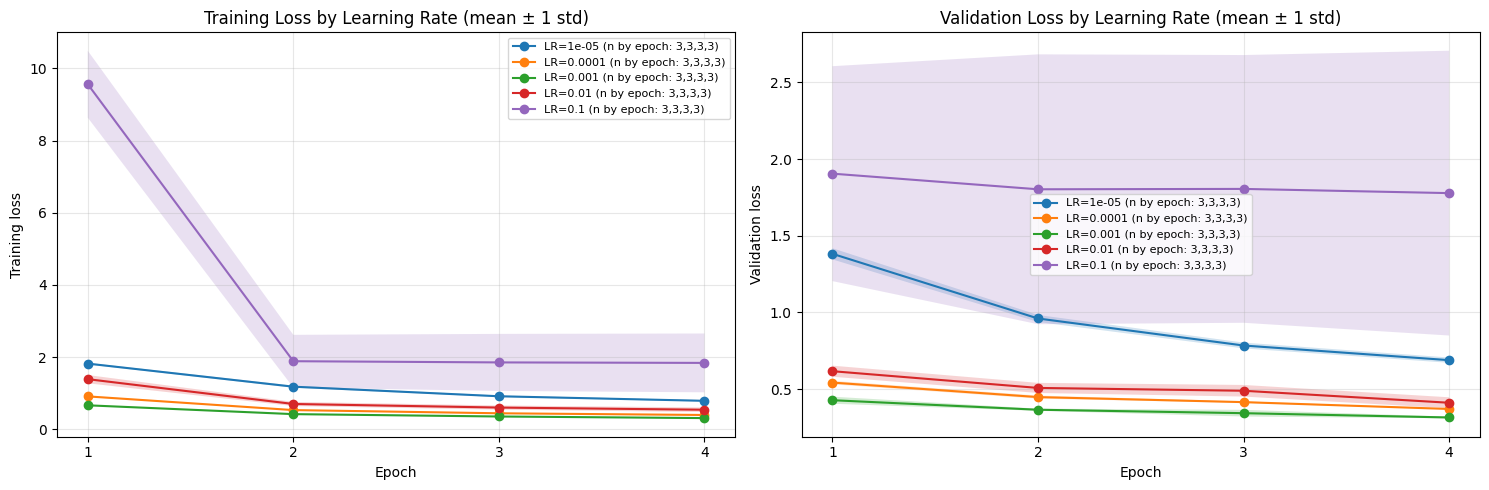 Training Loss by Learning Rate (mean ± 1 std)
Training loss
10
8
6
4
2
0
LR=1e-05 (n by epoch: 3,3,3,3)
LR=0.0001 (n by epoch: 3,3,3,3)
LR=0.001 (n by epoch: 3,3,3,3)
LR=0.01 (n by epoch: 3,3,3,3)
LR=0.1 (n by epoch: 3,3,3,3)
1 2 3 4
Epoch
Validation Loss by Learning Rate (mean ± 1 std)
Validation loss
2.5
2.0
1.5
1.0
0.5
LR=1e-05 (n by epoch: 3,3,3,3)
LR=0.0001 (n by epoch: 3,3,3,3)
LR=0.001 (n by epoch: 3,3,3,3)
LR=0.01 (n by epoch: 3,3,3,3)
LR=0.1 (n by epoch: 3,3,3,3)
1 2 3 4
Epoch